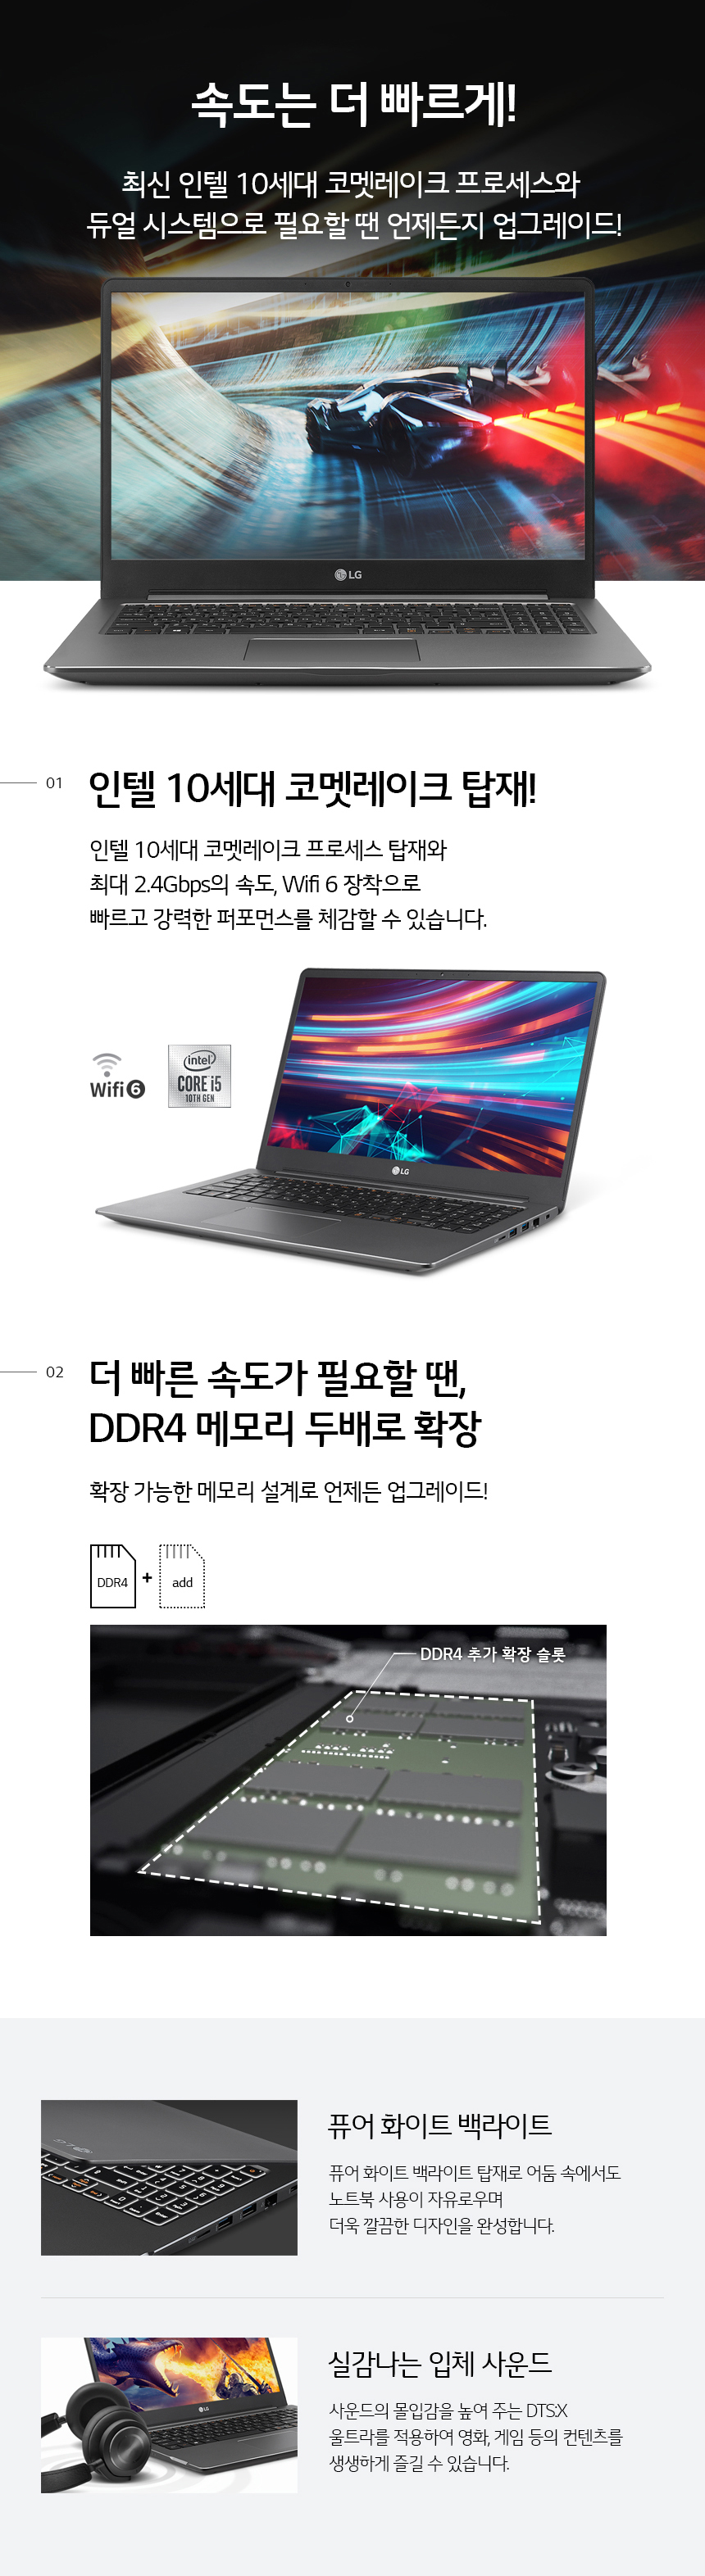 속도는 더 빠르게!
최신 인텔 10세대 코멧레이크 프로세스와
듀얼 시스템으로 필요할 땐 언제든지 업그레이드!
LG
01
인텔 10세대 코멧레이크 탑재!
인텔 10세대 코멧레이크 프로세스 탑재와
최대 2.4Gbps의 속도, Wifi 6 장착으로
빠르고 강력한 퍼포먼스를 체감할 수 있습니다.
Wifi 6
intel
CORE i5
10TH GEN
LG
02
더 빠른 속도가 필요할 땐,
DDR4 메모리 두배로 확장
확장 가능한 메모리 설계로 언제든 업그레이드!
DDR4 + add
DDR4 추가 확장 슬롯
퓨어 화이트 백라이트
퓨어 화이트 백라이트 탑재로 어둠 속에서도
노트북 사용이 자유로우며
더욱 깔끔한 디자인을 완성합니다.
실감나는 입체 사운드
LG
사운드의 몰입감을 높여 주는 DTS:X
울트라를 적용하여 영화, 게임 등의 컨텐츠를
생생하게 즐길 수 있습니다.